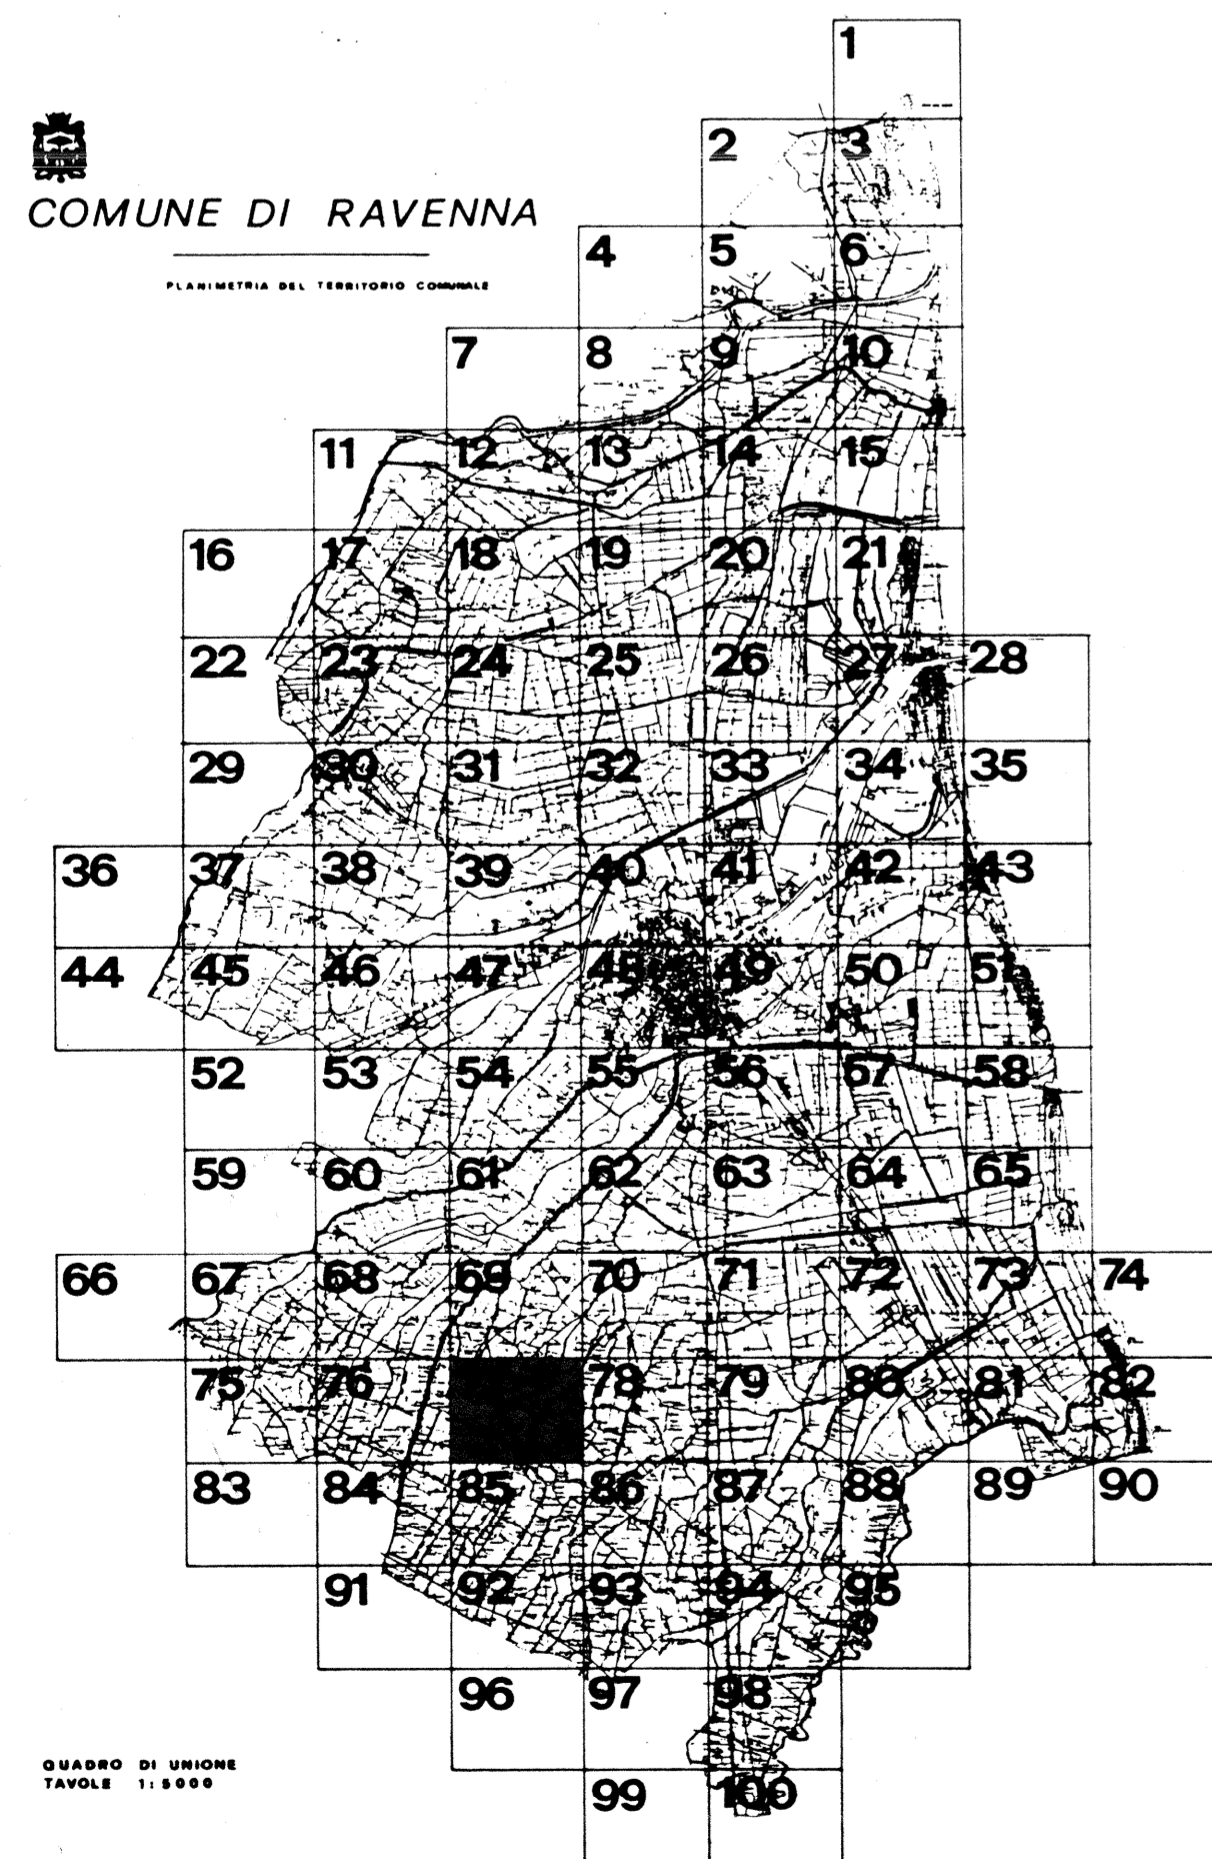 1
2 3
COMUNE DI RAVENNA
4 5 6
PLANIMETRIA DEL TERRITORIO COMUNALE
7 8 9 10
11 12 13 14 15
16 17 18 19 20 21
22 23 24 25 26 27 28
29 30 31 32 33 34 35
36 37 38 39 40 41 42 43
44 45 46 47 48 49 50 51
52 53 54 55 56 57 58
59 60 61 62 63 64 65
66 67 68 69 70 71 72 73 74
75 76 78 79 80 81 82
83 84 85 86 87 88 89 90
91 92 93 94 95
96 97 98
QUADRO DI UNIONE
TAVOLE 1:5000
99 100